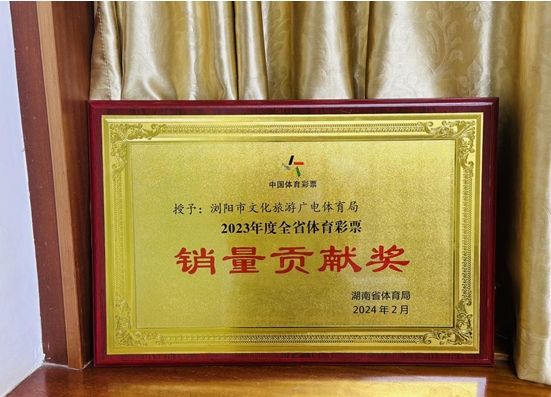 中国体育彩票
授予：浏阳市文化旅游广电体育局
2023年度全省体育彩票
销量贡献奖
湖南省体育局
2024年2月